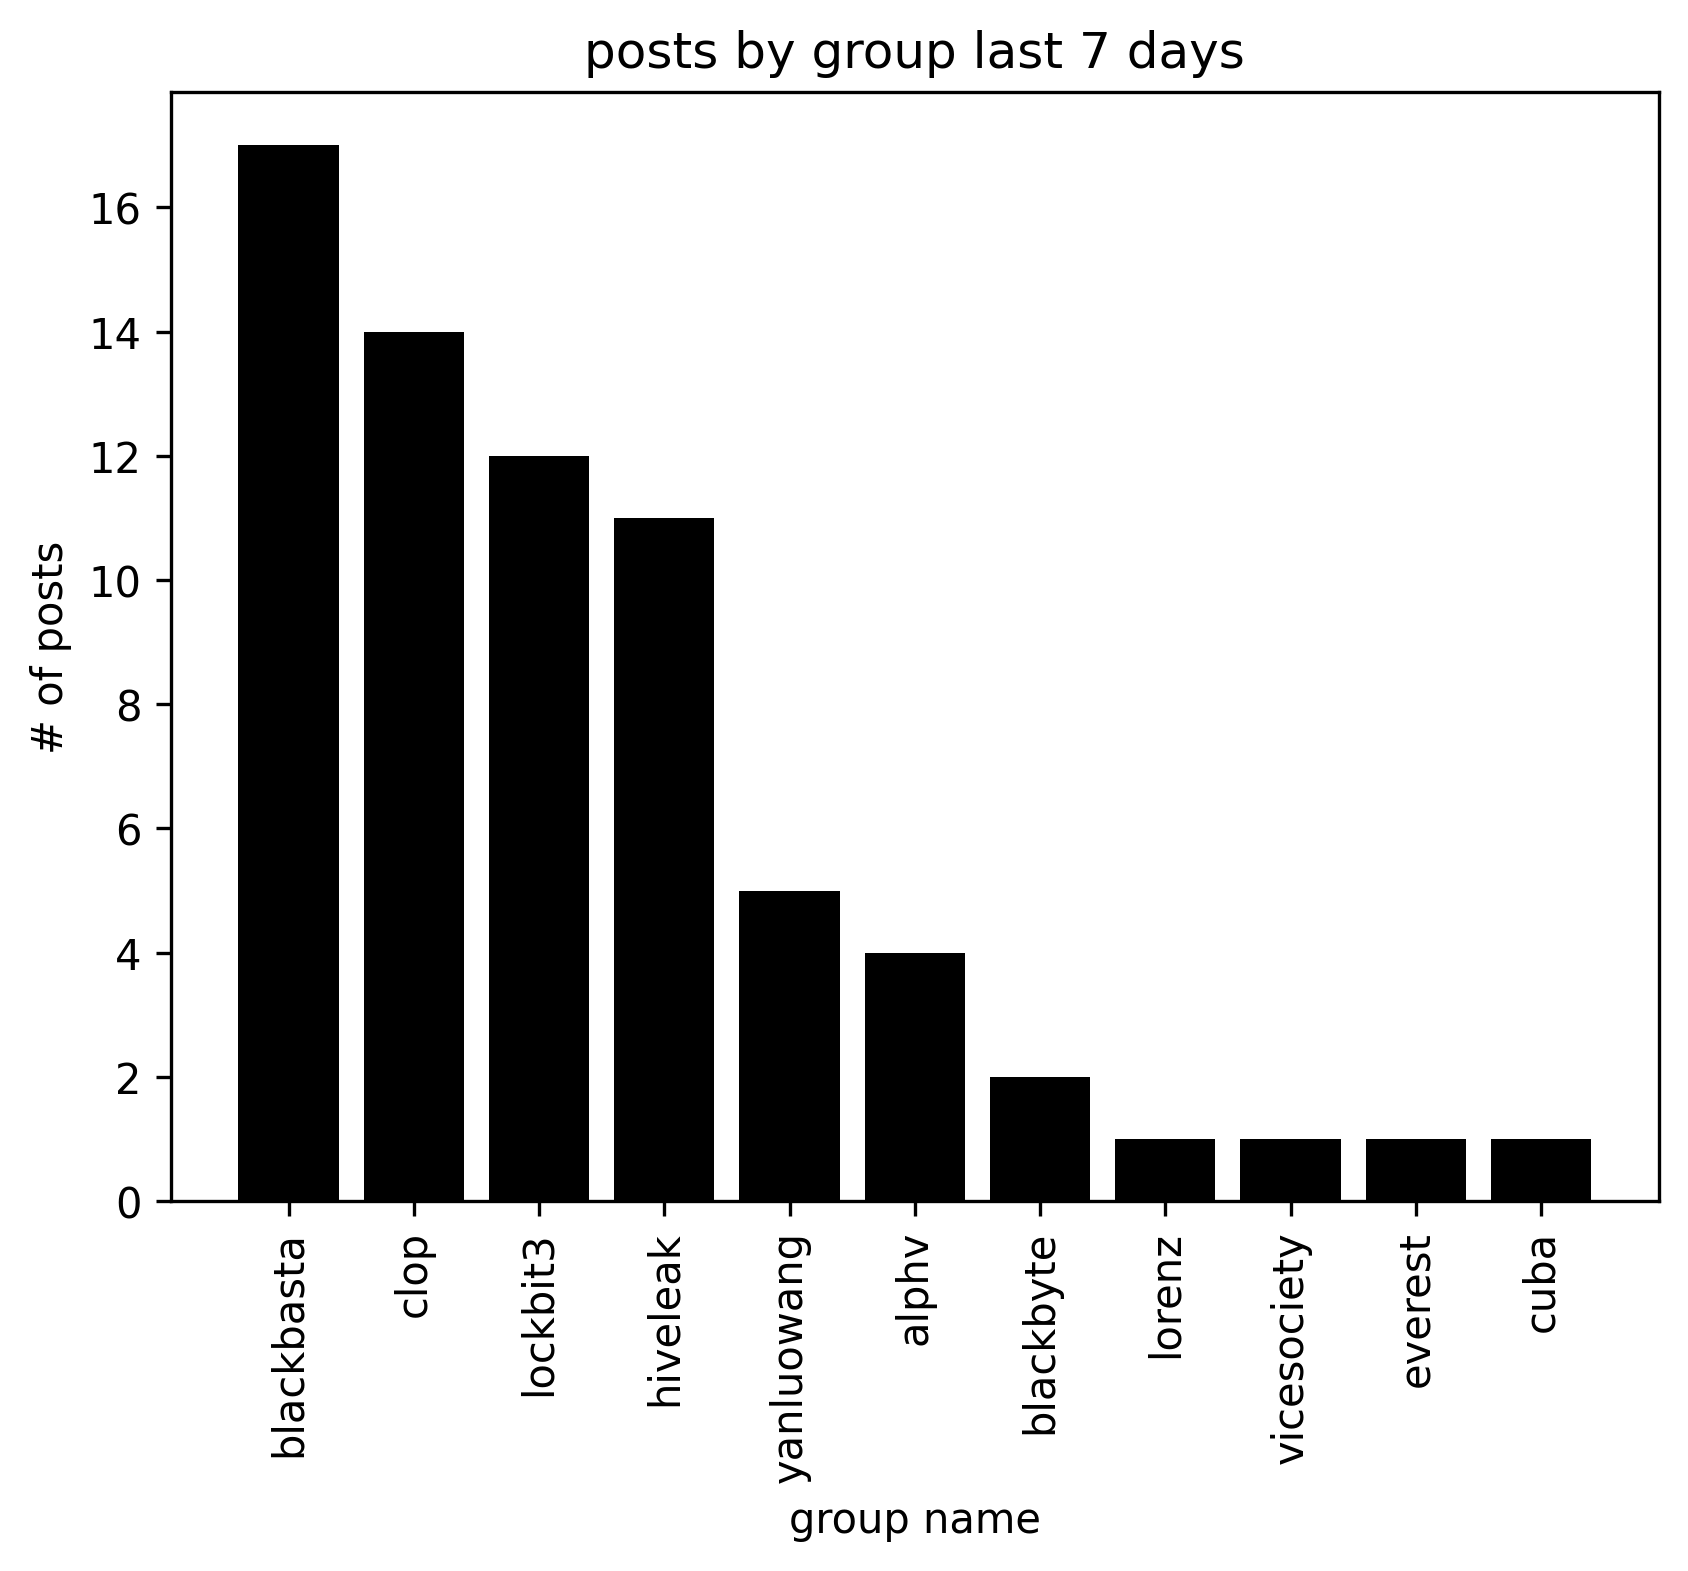 posts by group last 7 days
# of posts
16
14
12
10
8
6
4
2
0
blackbasta
clop
lockbit3
hiveleak
yanluowang
alphv
blackbyte
lorenz
vicesociety
everest
cuba
group name